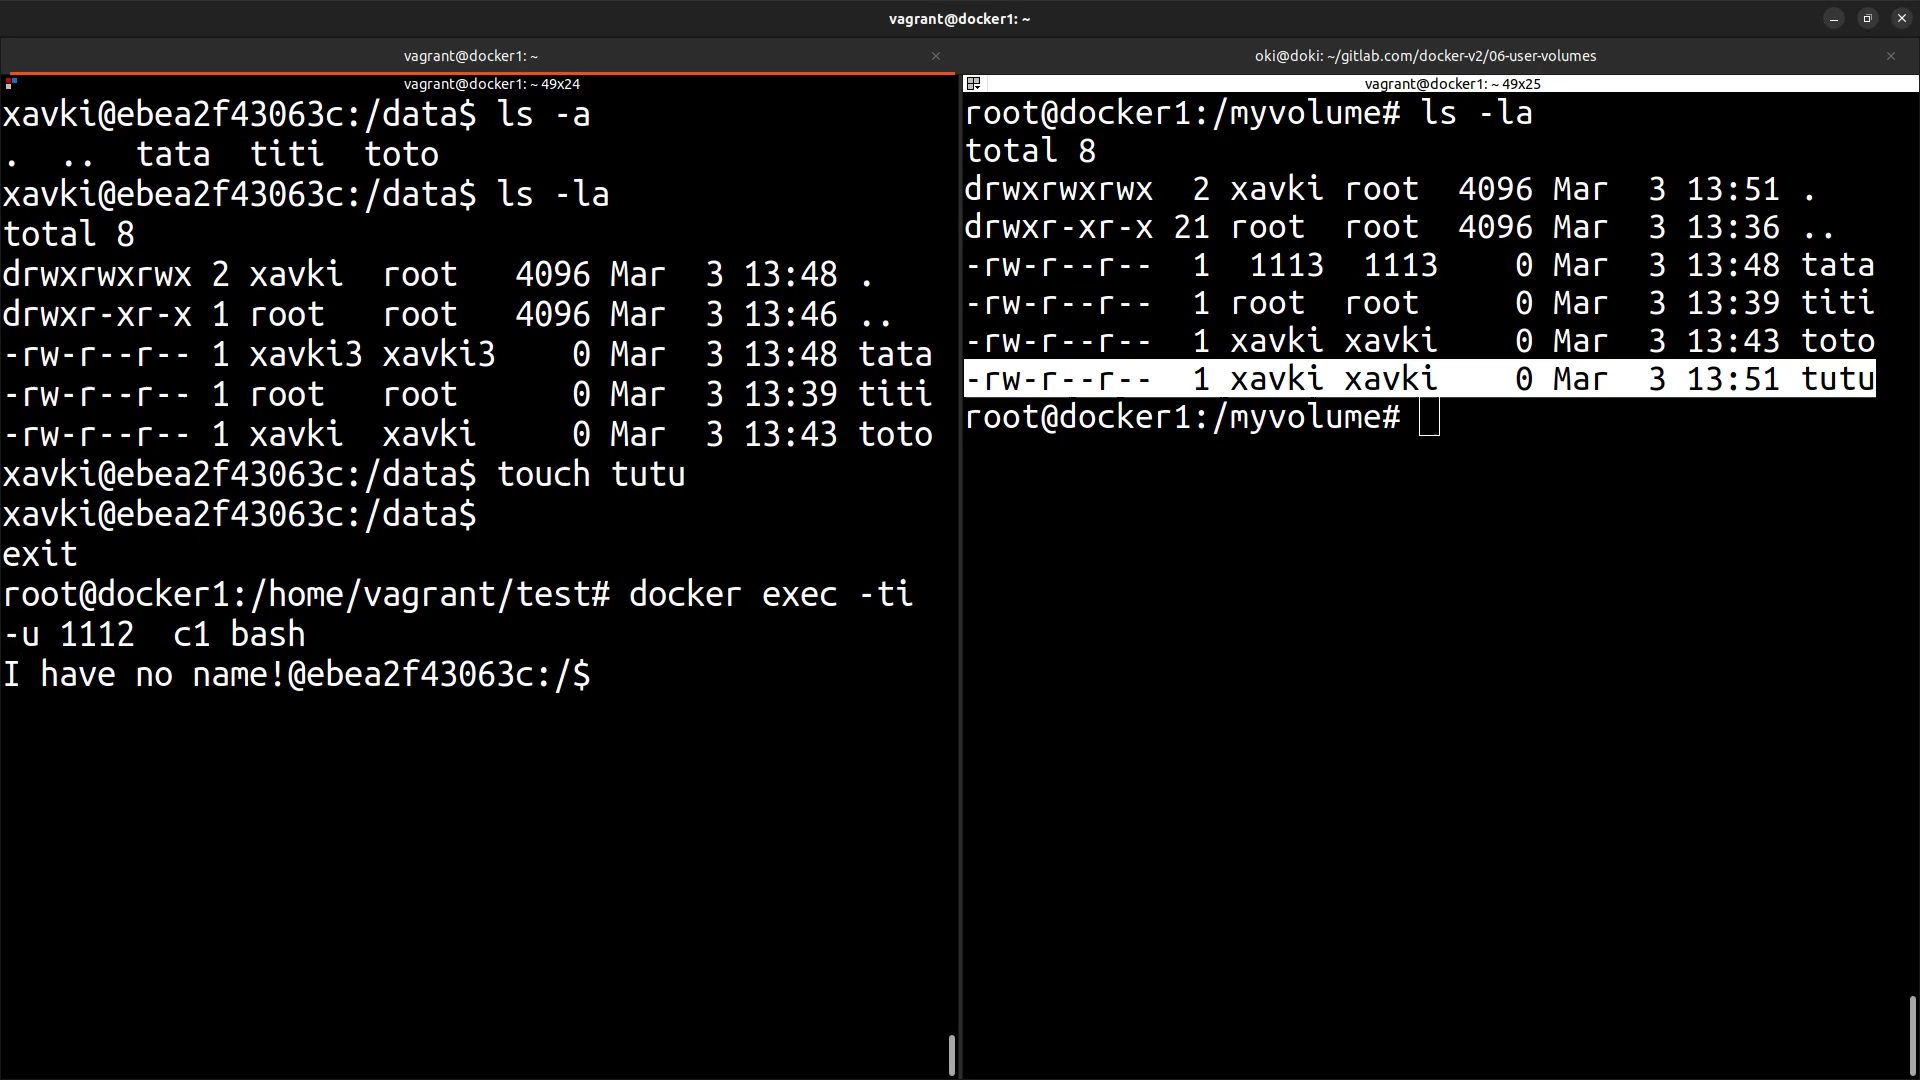 vagrant@docker1: ~
vagrant@docker1: ~
oki@doki: ~/gitlab.com/docker-v2/06-user-volumes
vagrant@docker1: ~ 49x24
xavki@ebea2f43063c:/data$ ls -a
.  ..  tata  titi  toto
xavki@ebea2f43063c:/data$ ls -la
total 8
drwxrwxrwx 2 xavki  root   4096 Mar  3 13:48 .
drwxr-xr-x 1 root   root   4096 Mar  3 13:46 ..
-rw-r--r-- 1 xavki3 xavki3    0 Mar  3 13:48 tata
-rw-r--r-- 1 root   root      0 Mar  3 13:39 titi
-rw-r--r-- 1 xavki  xavki     0 Mar  3 13:43 toto
xavki@ebea2f43063c:/data$ touch tutu
xavki@ebea2f43063c:/data$
exit
root@docker1:/home/vagrant/test# docker exec -ti
-u 1112  c1 bash
I have no name!@ebea2f43063c:/$
vagrant@docker1: ~ 49x25
root@docker1:/myvolume# ls -la
total 8
drwxrwxrwx  2 xavki root  4096 Mar  3 13:51 .
drwxr-xr-x 21 root  root  4096 Mar  3 13:36 ..
-rw-r--r--  1  1113  1113    0 Mar  3 13:48 tata
-rw-r--r--  1 root  root     0 Mar  3 13:39 titi
-rw-r--r--  1 xavki xavki    0 Mar  3 13:43 toto
-rw-r--r--  1 xavki xavki    0 Mar  3 13:51 tutu
root@docker1:/myvolume#